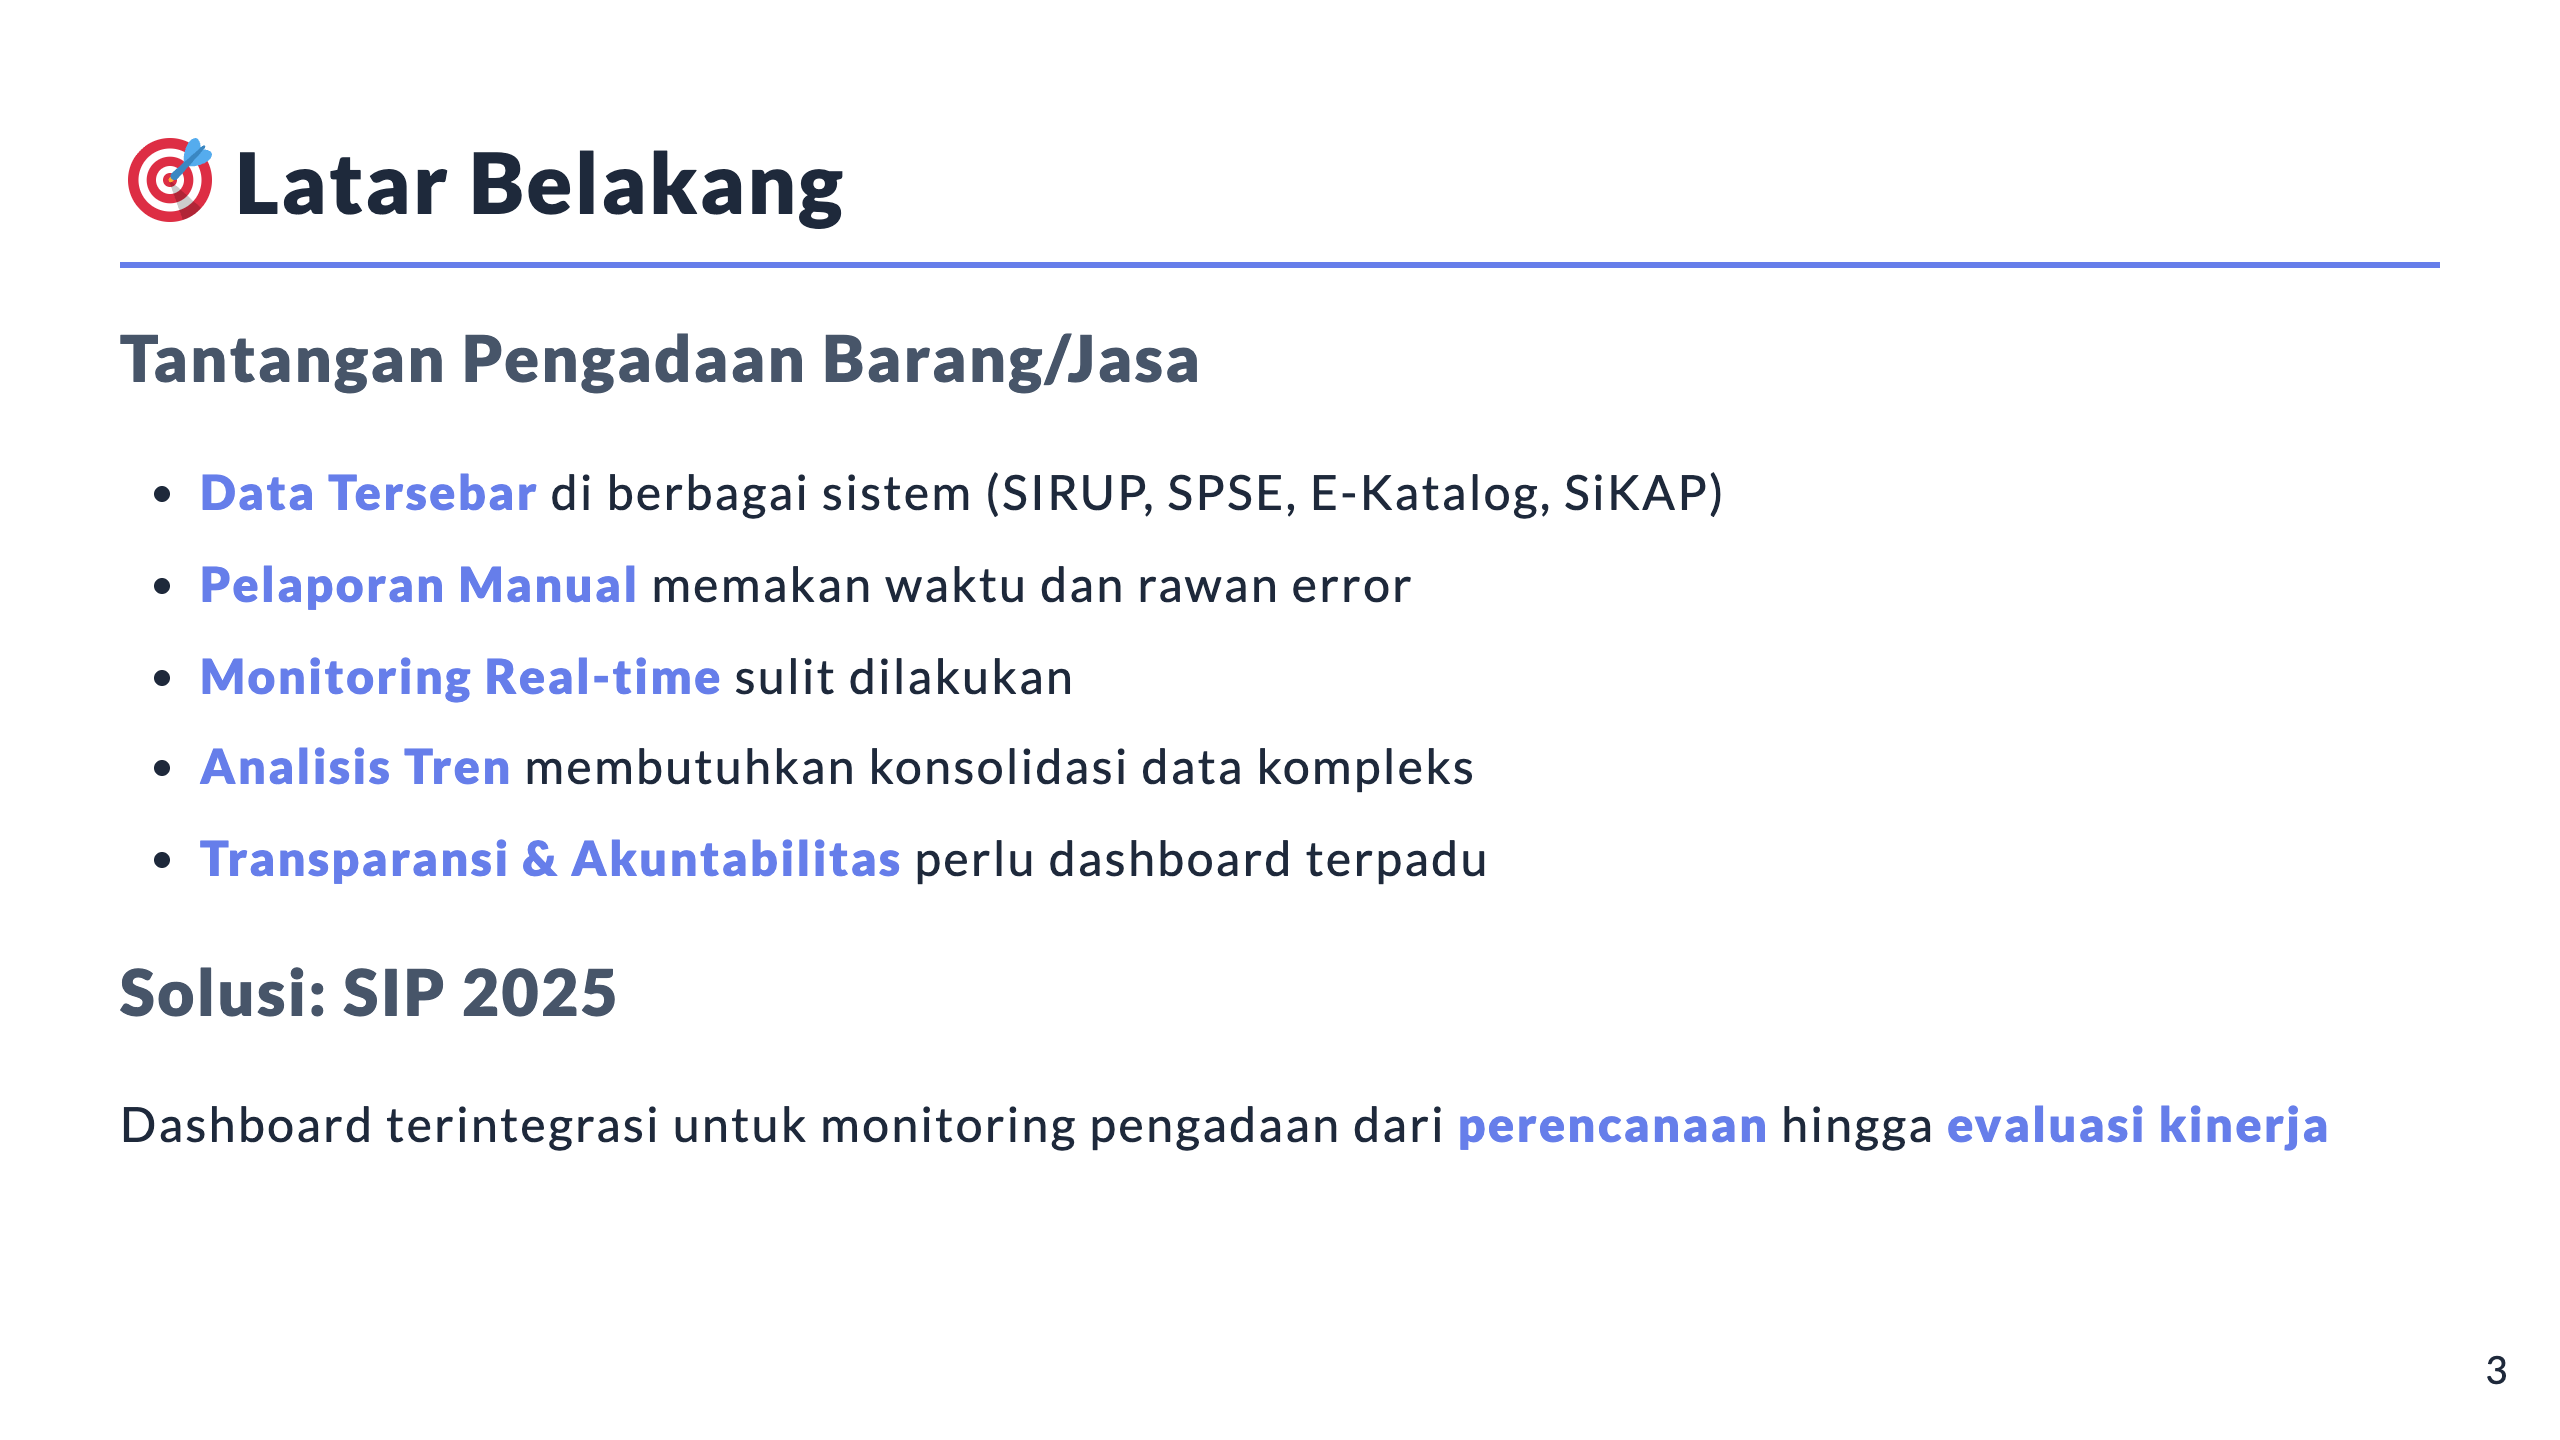 Latar Belakang
Tantangan Pengadaan Barang/Jasa
Data Tersebar di berbagai sistem (SIRUP, SPSE, E-Katalog, SiKAP)
Pelaporan Manual memakan waktu dan rawan error
Monitoring Real-time sulit dilakukan
Analisis Tren membutuhkan konsolidasi data kompleks
Transparansi & Akuntabilitas perlu dashboard terpadu
Solusi: SIP 2025
Dashboard terintegrasi untuk monitoring pengadaan dari perencanaan hingga evaluasi kinerja
3